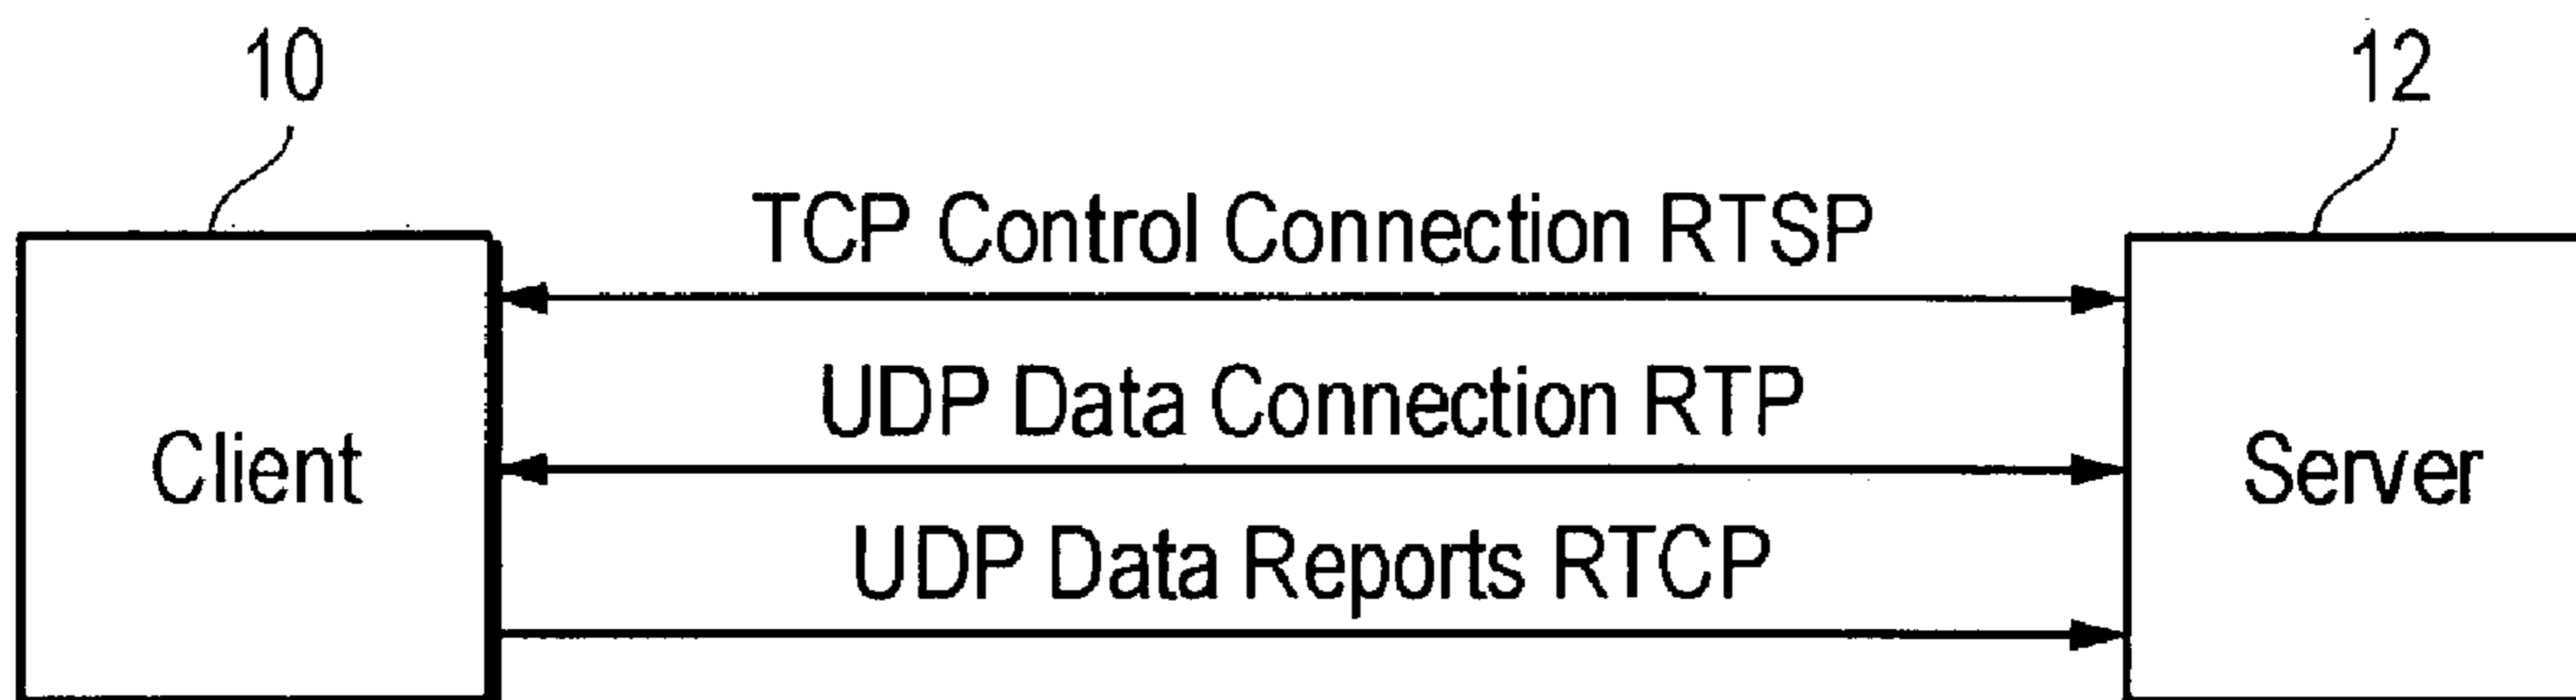 10
12
TCP Control Connection RTSP
UDP Data Connection RTP
Client
Server
UDP Data Reports RTCP